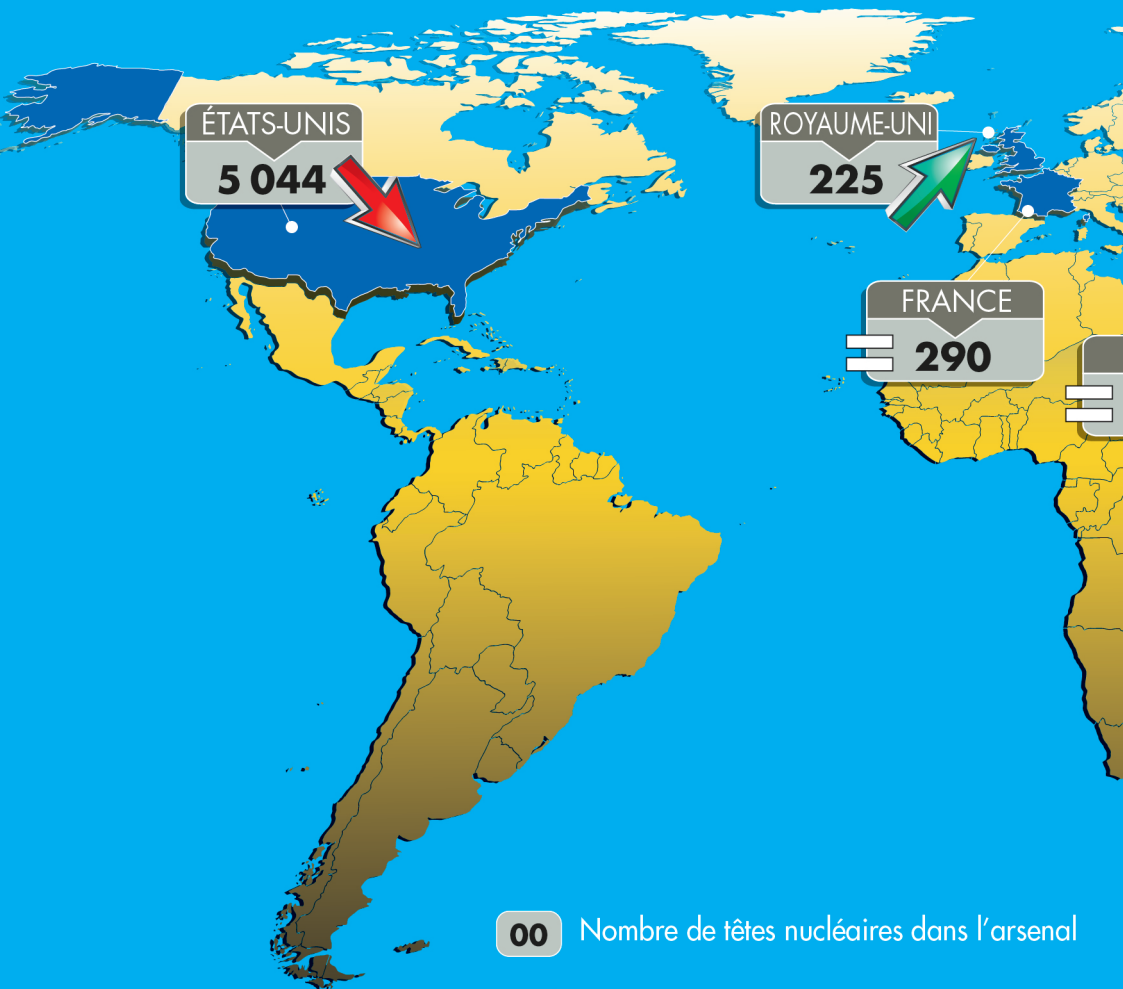 ÉTATS-UNIS
5 044
ROYAUME-UNI
225
FRANCE
290
00 Nombre de têtes nucléaires dans l'arsenal